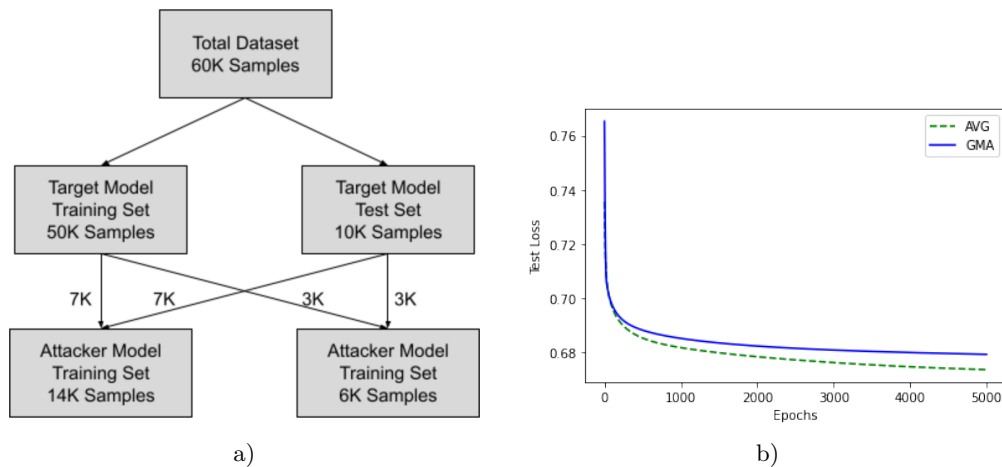 Total Dataset
60K Samples
Target Model
Training Set
50K Samples
Target Model
Test Set
10K Samples
7K
7K
3K
3K
Attacker Model
Training Set
14K Samples
Attacker Model
Training Set
6K Samples
a)
AVG
GMA
0.76
0.74
0.72
0.70
0.68
Test Loss
0
1000
2000
3000
4000
5000
Epochs
b)